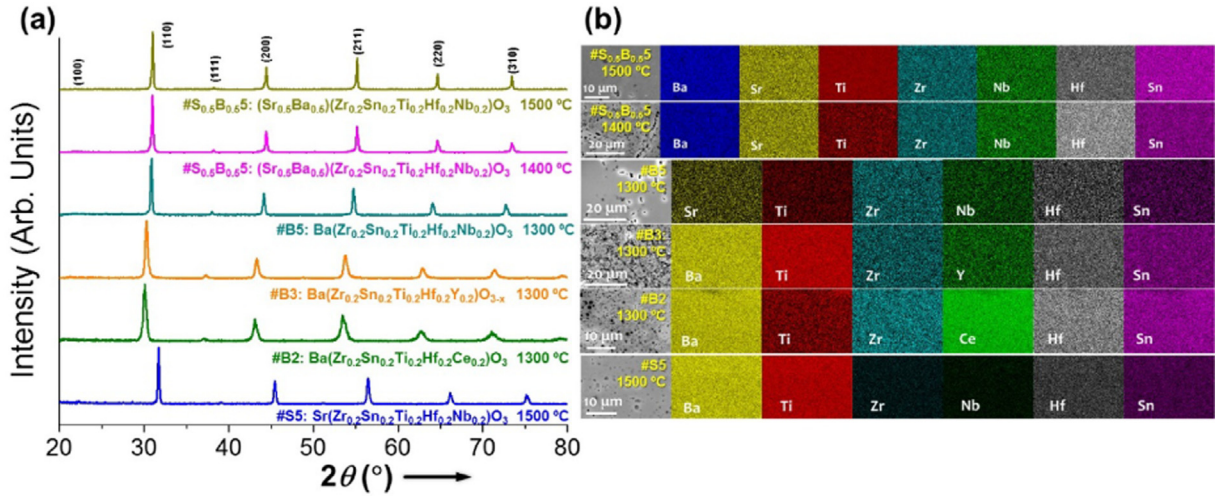 (a)
(100)
(110)
(111)
(200)
(211)
(220)
(310)
#S0.5B0.55: (Sr0.5Ba0.5)(Zr0.2Sn0.2Ti0.2Hf0.2Nb0.2)O3 1500 ºC
#S0.5B0.55: (Sr0.5Ba0.5)(Zr0.2Sn0.2Ti0.2Hf0.2Nb0.2)O3 1400 ºC
#B5: Ba(Zr0.2Sn0.2Ti0.2Hf0.2Nb0.2)O3 1300 ºC
#B3: Ba(Zr0.2Sn0.2Ti0.2Hf0.2Y0.2)O3-x 1300 ºC
#B2: Ba(Zr0.2Sn0.2Ti0.2Hf0.2Ce0.2)O3 1300 ºC
#S5: Sr(Zr0.2Sn0.2Ti0.2Hf0.2Nb0.2)O3 1500 ºC
Intensity (Arb. Units)
20 30 40 50 60 70 80
2θ (°)
(b)
#S0.5B0.55
1500 ºC
10 μm
Ba Sr Ti Zr Nb Hf Sn
#S0.5B0.55
1400 ºC
20 μm
Ba Sr Ti Zr Nb Hf Sn
#B5
1300 ºC
20 μm
Sr Ti Zr Nb Hf Sn
#B3
1300 ºC
20 μm
Ba Ti Zr Y Hf Sn
#B2
1300 ºC
10 μm
Ba Ti Zr Ce Hf Sn
#S5
1500 ºC
10 μm
Ba Ti Zr Nb Hf Sn